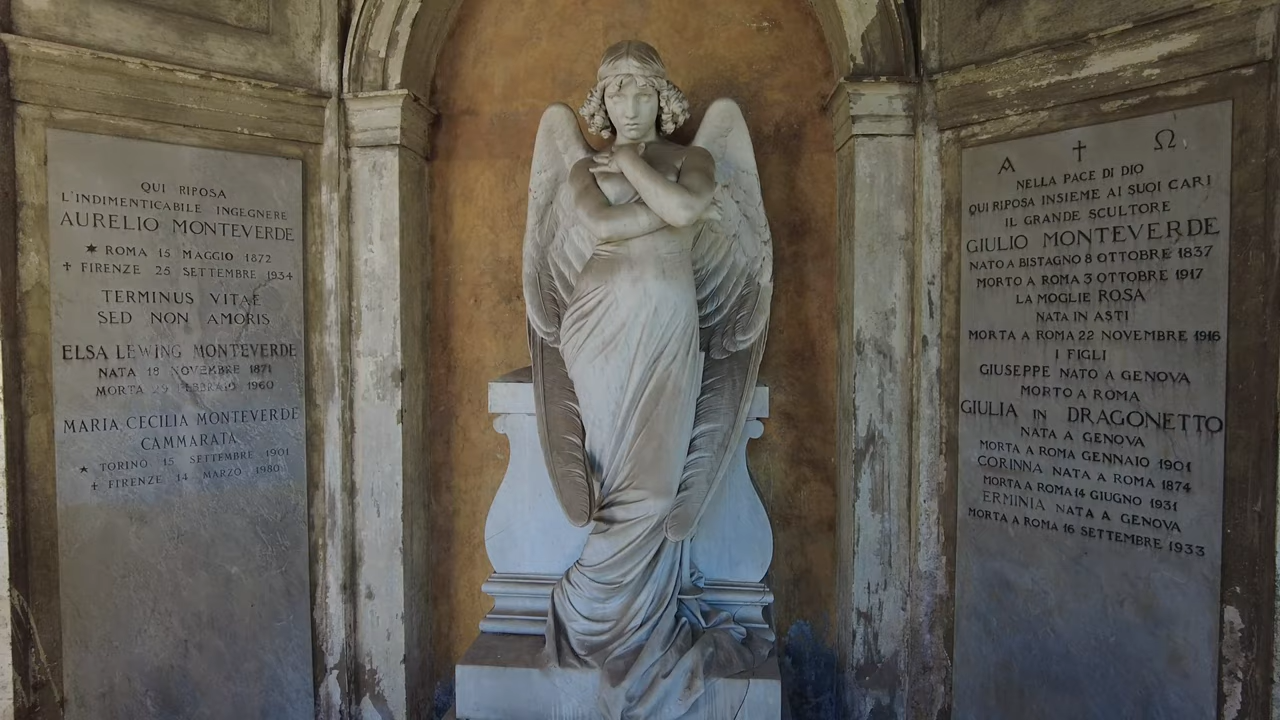 QUI RIPOSA
L'INDIMENTICABILE INGEGNERE
AURELIO MONTEVERDE
✶ ROMA 15 MAGGIO 1872
✝ FIRENZE 25 SETTEMBRE 1934
TERMINUS VITAE
SED NON AMORIS
ELSA LEWING MONTEVERDE
NATA 18 NOVEMBRE 1871
MORTA 29 FEBBRAIO 1960
MARIA CECILIA MONTEVERDE
CAMMARATA
✶ TORINO 15 SETTEMBRE 1901
✝ FIRENZE 14 MARZO 1980
A ✝ Ω
NELLA PACE DI DIO
QUI RIPOSA INSIEME AI SUOI CARI
IL GRANDE SCULTORE
GIULIO MONTEVERDE
NATO A BISTAGNO 8 OTTOBRE 1837
MORTO A ROMA 3 OTTOBRE 1917
LA MOGLIE ROSA
NATA IN ASTI
MORTA A ROMA 22 NOVEMBRE 1916
I FIGLI
GIUSEPPE NATO A GENOVA
MORTO A ROMA
GIULIA IN DRAGONETTO
NATA A GENOVA
MORTA A ROMA GENNAIO 1901
CORINNA NATA A ROMA 1874
MORTA A ROMA 14 GIUGNO 1931
ERMINIA NATA A GENOVA
MORTA A ROMA 16 SETTEMBRE 1933